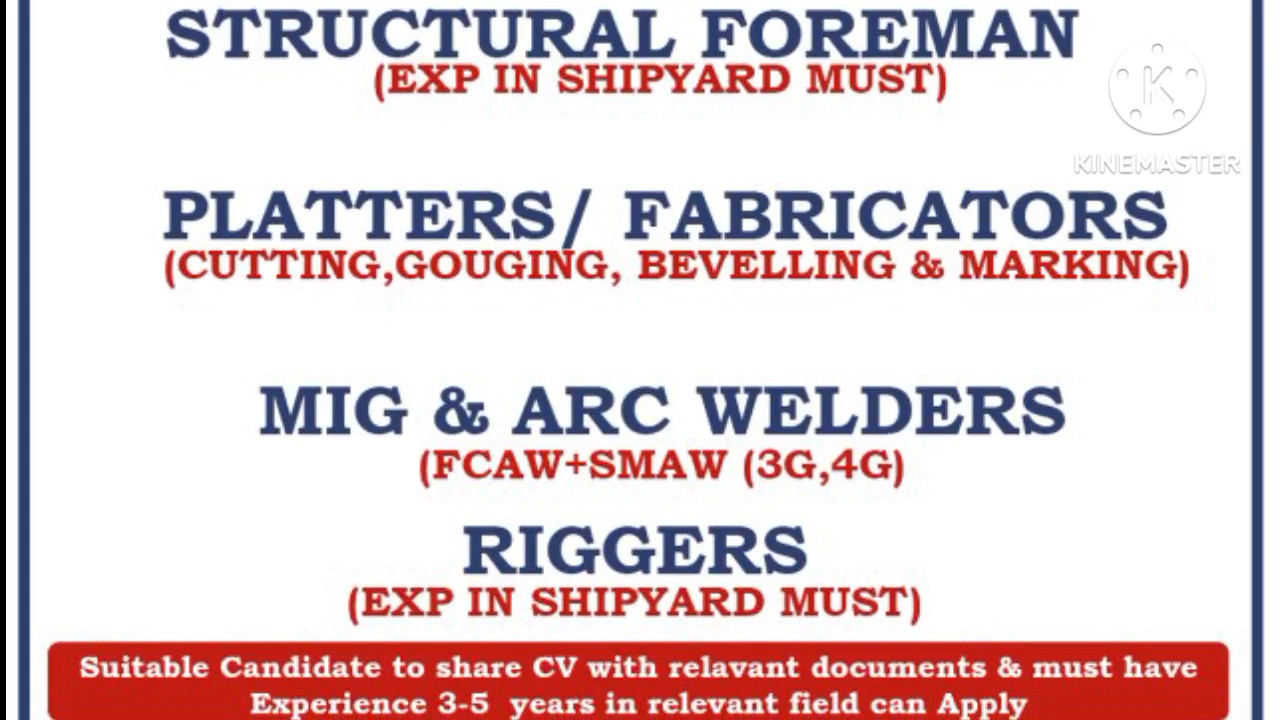 STRUCTURAL FOREMAN
(EXP IN SHIPYARD MUST)
K
KINEMASTER
PLATTERS/ FABRICATORS
(CUTTING,GOUGING, BEVELLING & MARKING)
MIG & ARC WELDERS
(FCAW+SMAW (3G,4G)
RIGGERS
(EXP IN SHIPYARD MUST)
Suitable Candidate to share CV with relavant documents & must have
Experience 3-5 years in relevant field can Apply